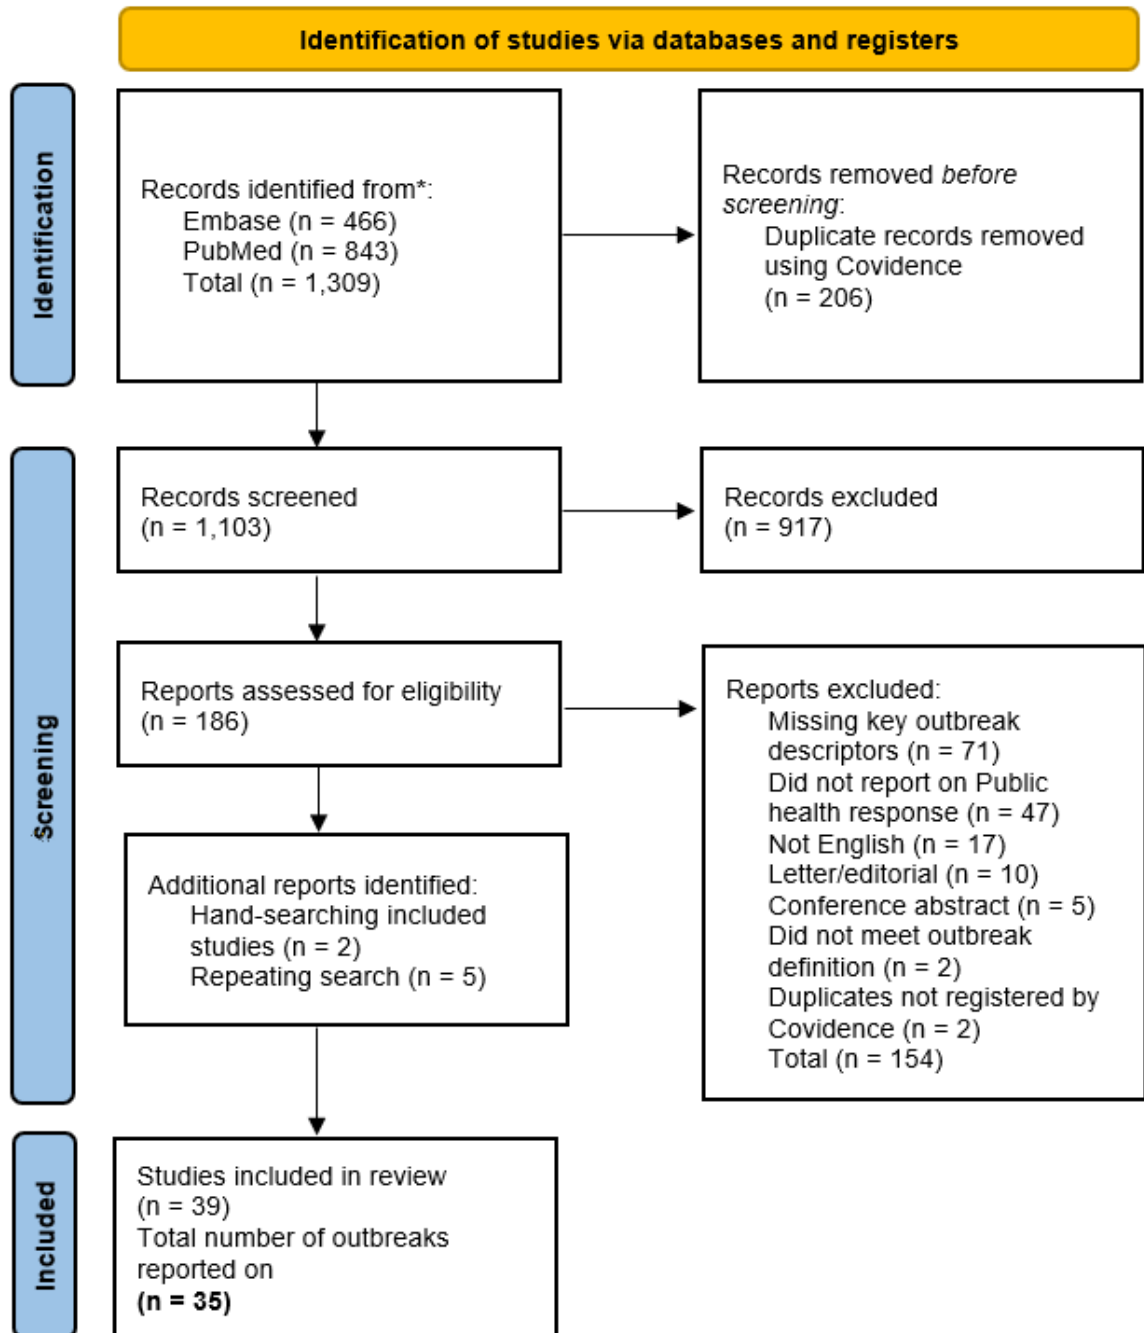 Identification of studies via databases and registers
Identification
Records identified from*:
Embase (n = 466)
PubMed (n = 843)
Total (n = 1,309)
Records removed before
screening:
Duplicate records removed
using Covidence
(n = 206)
Screening
Records screened
(n = 1,103)
Records excluded
(n = 917)
Reports assessed for eligibility
(n = 186)
Reports excluded:
Missing key outbreak
descriptors (n = 71)
Did not report on Public
health response (n = 47)
Not English (n = 17)
Letter/editorial (n = 10)
Conference abstract (n = 5)
Did not meet outbreak
definition (n = 2)
Duplicates not registered by
Covidence (n = 2)
Total (n = 154)
Additional reports identified:
Hand-searching included
studies (n = 2)
Repeating search (n = 5)
Included
Studies included in review
(n = 39)
Total number of outbreaks
reported on
(n = 35)